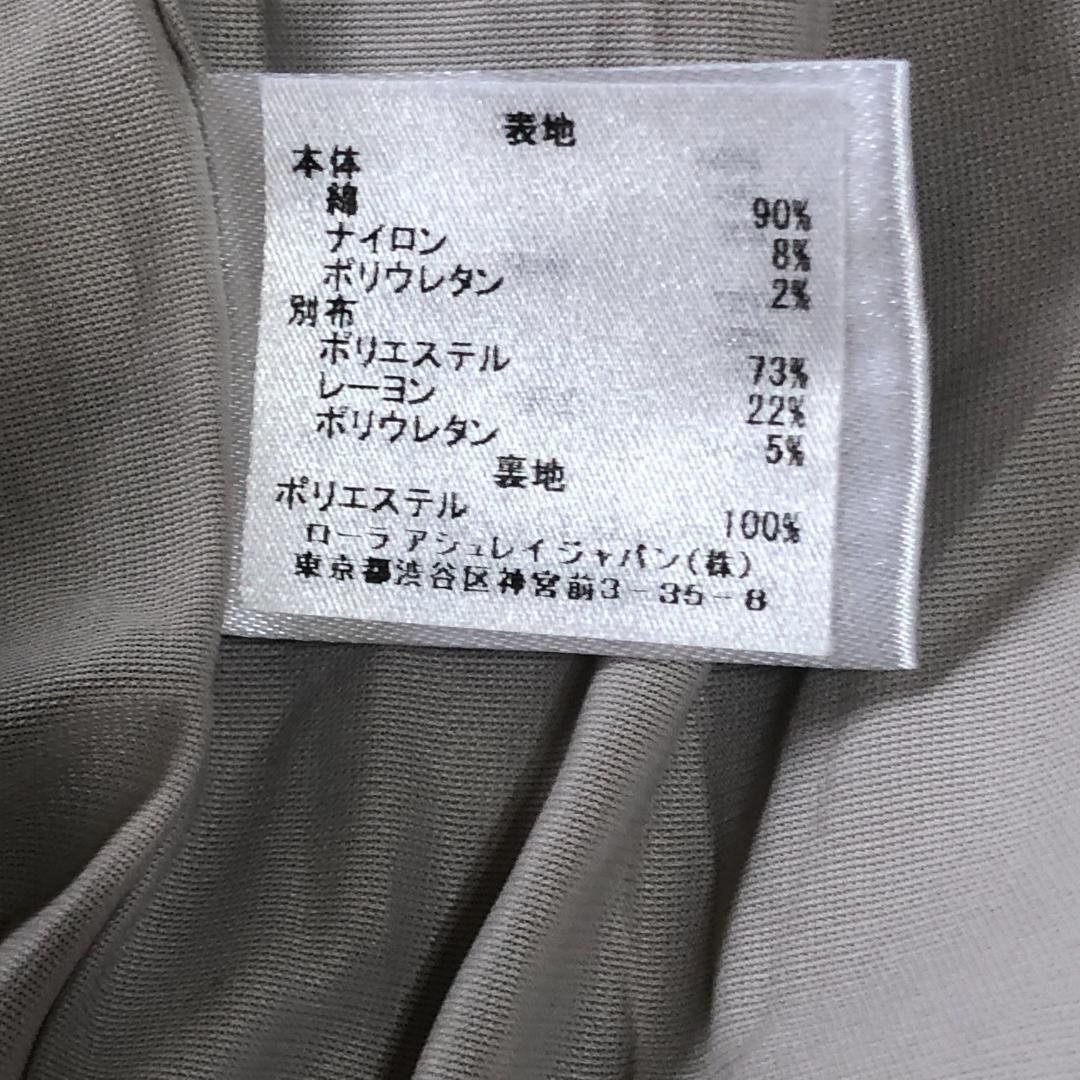 表地
本体
綿 90%
ナイロン 8%
ポリウレタン 2%
別布
ポリエステル 73%
レーヨン 22%
ポリウレタン 5%
裏地
ポリエステル 100%
ローラ アシュレイ ジャパン(株)
東京都渋谷区神宮前3-35-8